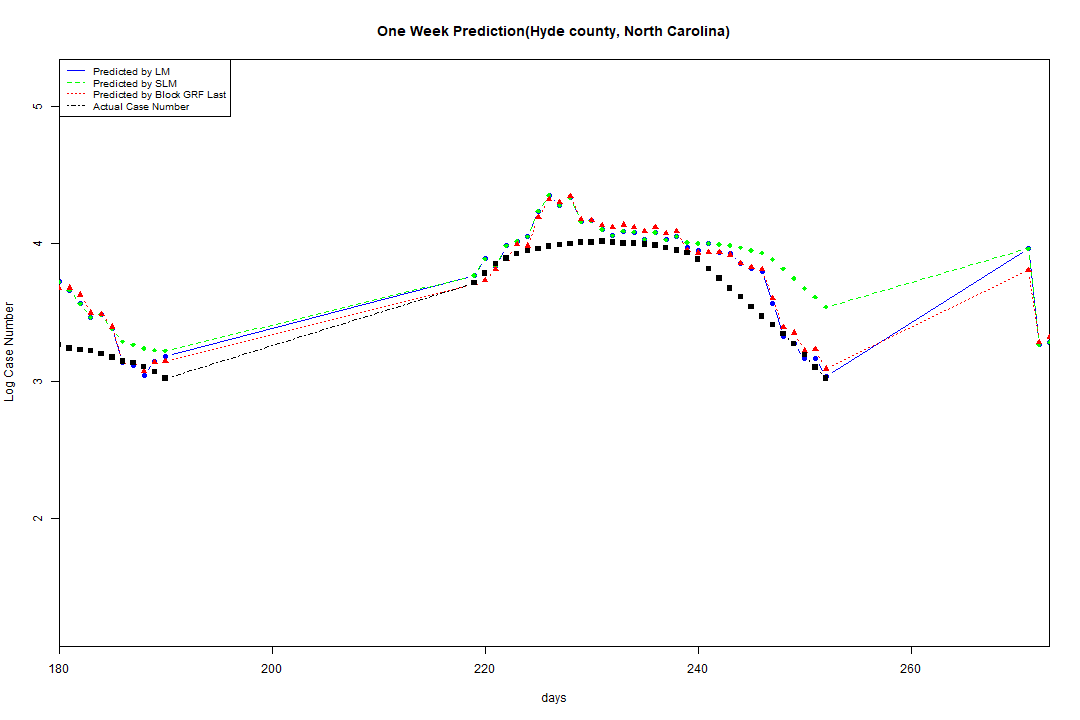 One Week Prediction(Hyde county, North Carolina)
Predicted by LM
Predicted by SLM
Predicted by Block GRF Last
Actual Case Number
5
4
3
2
Log Case Number
180 200 220 240 260
days